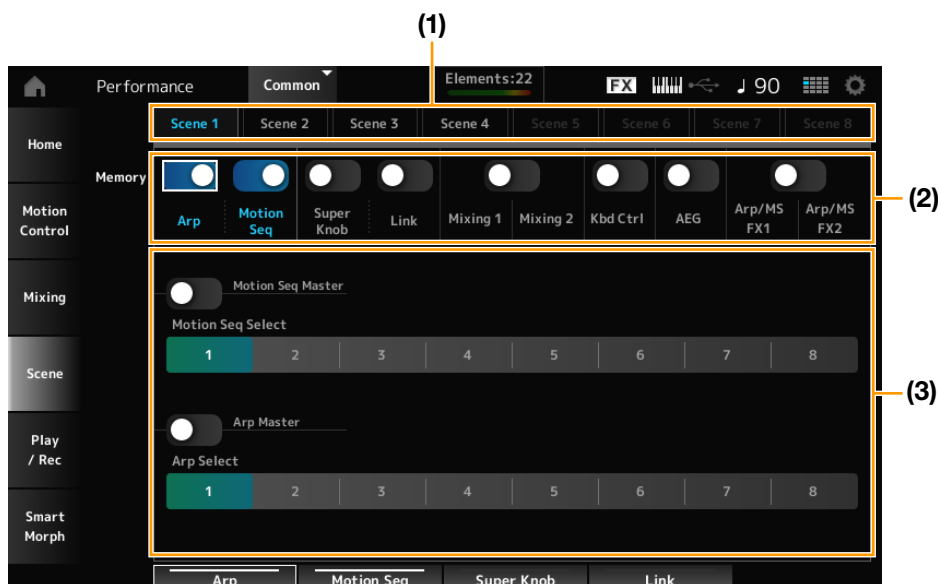 (1)
Performance Common Elements:22 FX ♩ 90
Scene 1 Scene 2 Scene 3 Scene 4 Scene 5 Scene 6 Scene 7 Scene 8
Home
Memory
(2)
Arp Motion Seq Super Knob Link Mixing 1 Mixing 2 Kbd Ctrl AEG Arp/MS FX1 Arp/MS FX2
Motion Control
Motion Seq Master
Mixing
Motion Seq Select
1 2 3 4 5 6 7 8
Scene
(3)
Arp Master
Play / Rec
Arp Select
1 2 3 4 5 6 7 8
Smart Morph
Arp Motion Seq Super Knob Link